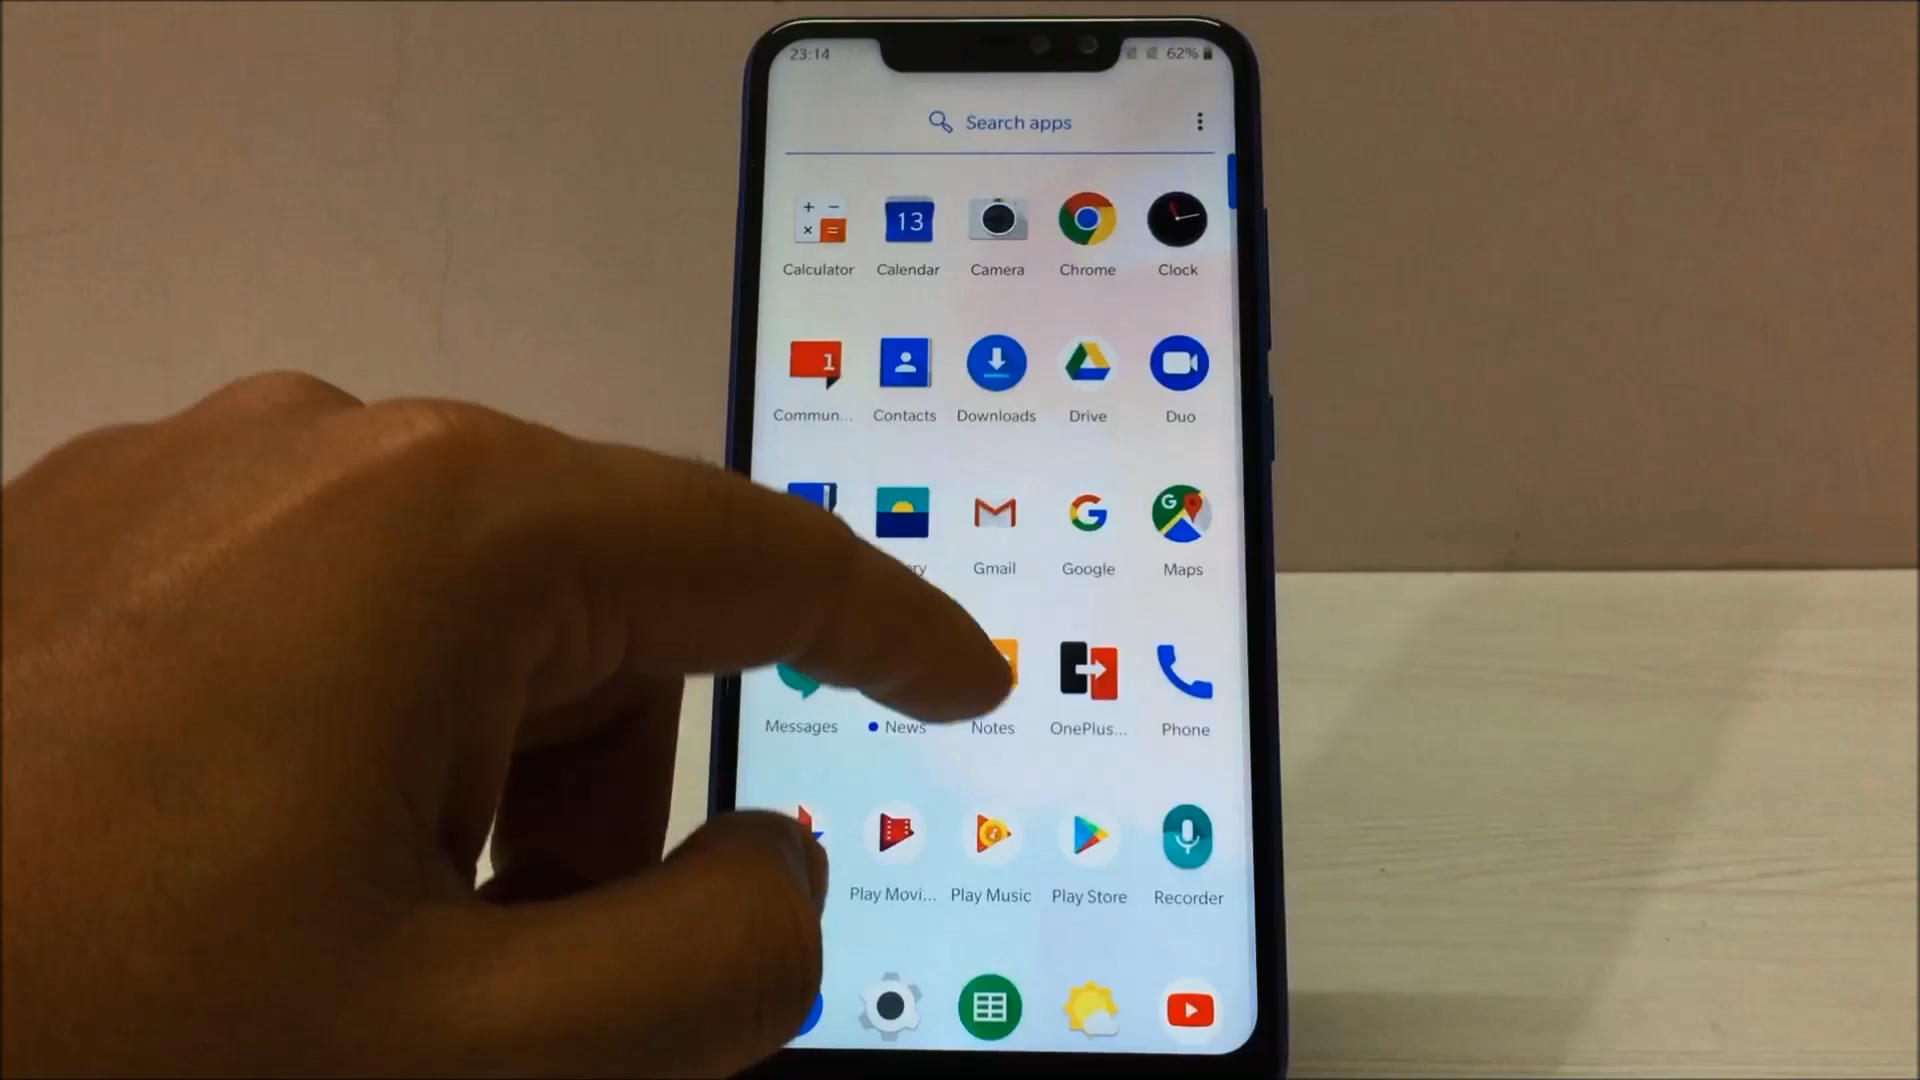 23:14 62%
Search apps
13
Calculator Calendar Camera Chrome Clock
1
Commun... Contacts Downloads Drive Duo
G
Gmail Google Maps
Messages News Notes OnePlus... Phone
Play Movi... Play Music Play Store Recorder